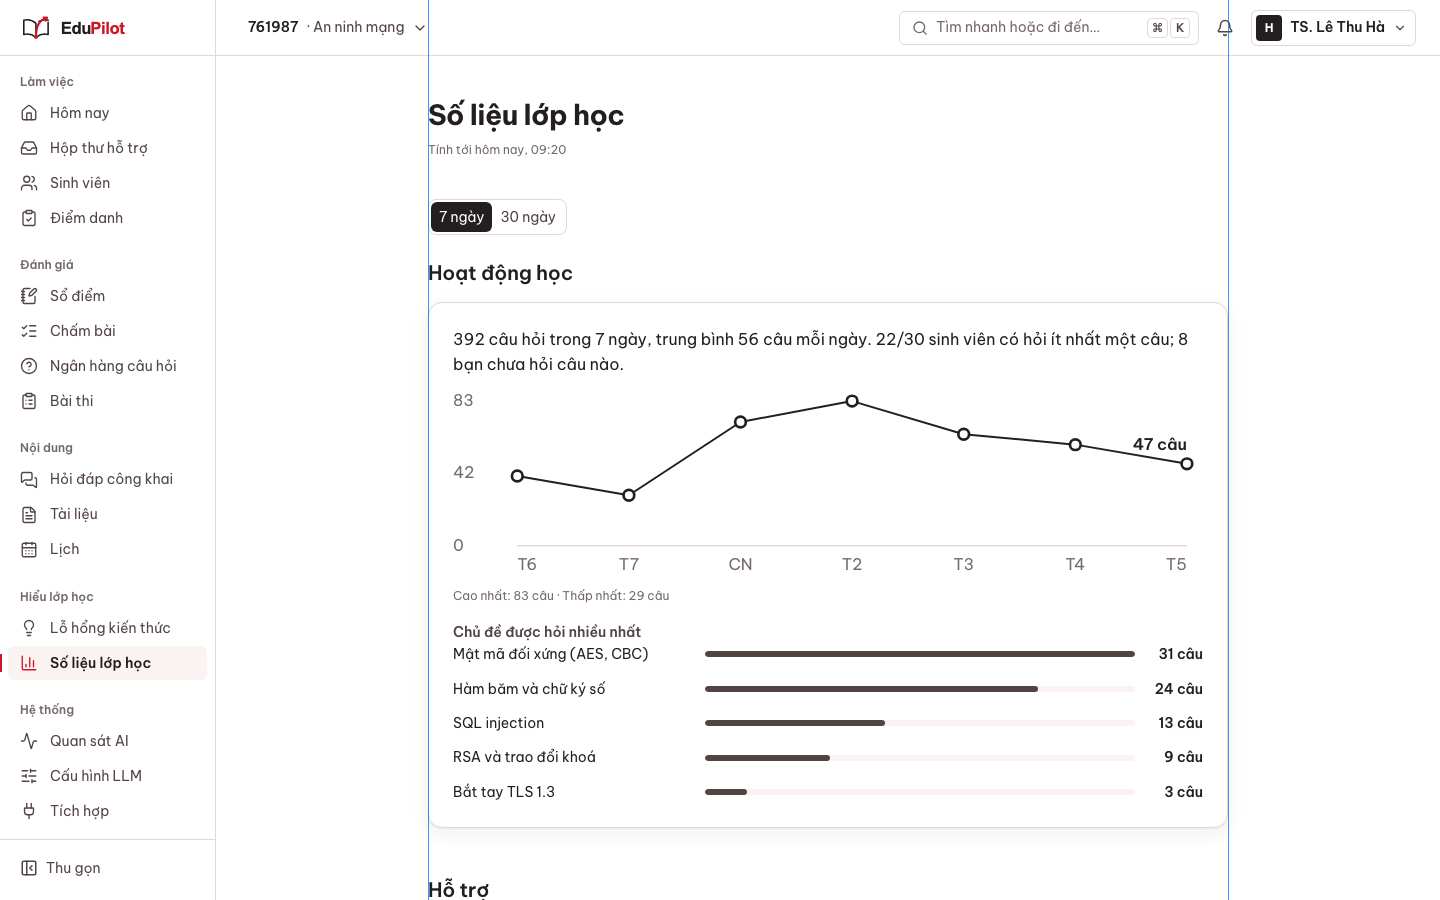 EduPilot
761987 · An ninh mạng
Tìm nhanh hoặc đi đến...
⌘ K
H
TS. Lê Thu Hà
Làm việc
Hôm nay
Hộp thư hỗ trợ
Sinh viên
Điểm danh
Đánh giá
Sổ điểm
Chấm bài
Ngân hàng câu hỏi
Bài thi
Nội dung
Hỏi đáp công khai
Tài liệu
Lịch
Hiểu lớp học
Lỗ hổng kiến thức
Số liệu lớp học
Hệ thống
Quan sát AI
Cấu hình LLM
Tích hợp
Thu gọn
Số liệu lớp học
Tính tới hôm nay, 09:20
7 ngày
30 ngày
Hoạt động học
392 câu hỏi trong 7 ngày, trung bình 56 câu mỗi ngày. 22/30 sinh viên có hỏi ít nhất một câu; 8
bạn chưa hỏi câu nào.
83
42
0
47 câu
T6 T7 CN T2 T3 T4 T5
Cao nhất: 83 câu · Thấp nhất: 29 câu
Chủ đề được hỏi nhiều nhất
Mật mã đối xứng (AES, CBC) 31 câu
Hàm băm và chữ ký số 24 câu
SQL injection 13 câu
RSA và trao đổi khoá 9 câu
Bắt tay TLS 1.3 3 câu
Hỗ trợ